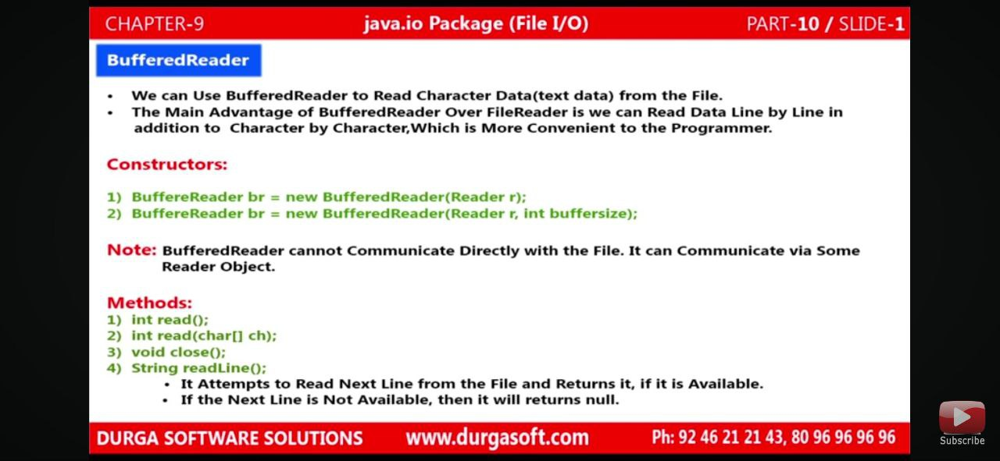 CHAPTER-9 java.io Package (File I/O) PART-10 / SLIDE-1
BufferedReader
• We can Use BufferedReader to Read Character Data(text data) from the File.
• The Main Advantage of BufferedReader Over FileReader is we can Read Data Line by Line in
addition to Character by Character,Which is More Convenient to the Programmer.
Constructors:
1) BuffereReader br = new BufferedReader(Reader r);
2) BuffereReader br = new BufferedReader(Reader r, int buffersize);
Note: BufferedReader cannot Communicate Directly with the File. It can Communicate via Some
Reader Object.
Methods:
1) int read();
2) int read(char[] ch);
3) void close();
4) String readLine();
• It Attempts to Read Next Line from the File and Returns it, if it is Available.
• If the Next Line is Not Available, then it will returns null.
DURGA SOFTWARE SOLUTIONS www.durgasoft.com Ph: 92 46 21 21 43, 80 96 96 96 96
Subscribe